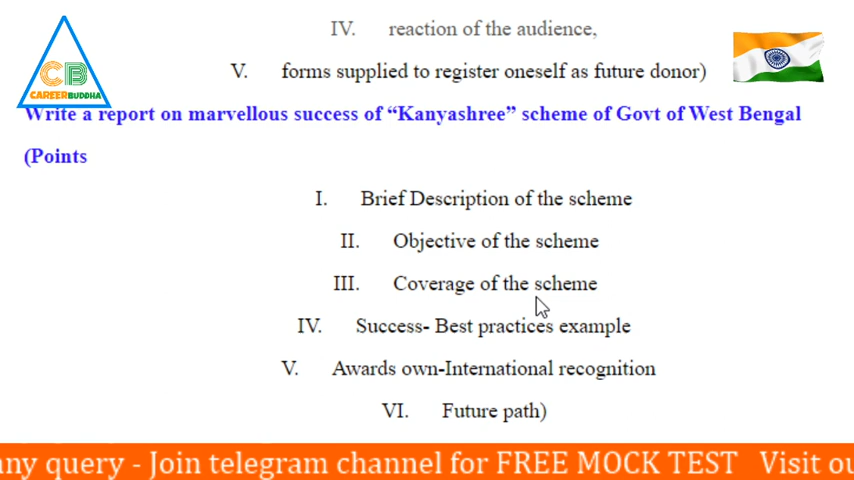 IV. reaction of the audience,
CB
CAREERBUDDHA
V. forms supplied to register oneself as future donor)
Write a report on marvellous success of “Kanyashree” scheme of Govt of West Bengal
(Points
I. Brief Description of the scheme
II. Objective of the scheme
III. Coverage of the scheme
IV. Success- Best practices example
V. Awards own-International recognition
VI. Future path)
any query - Join telegram channel for FREE MOCK TEST Visit ou